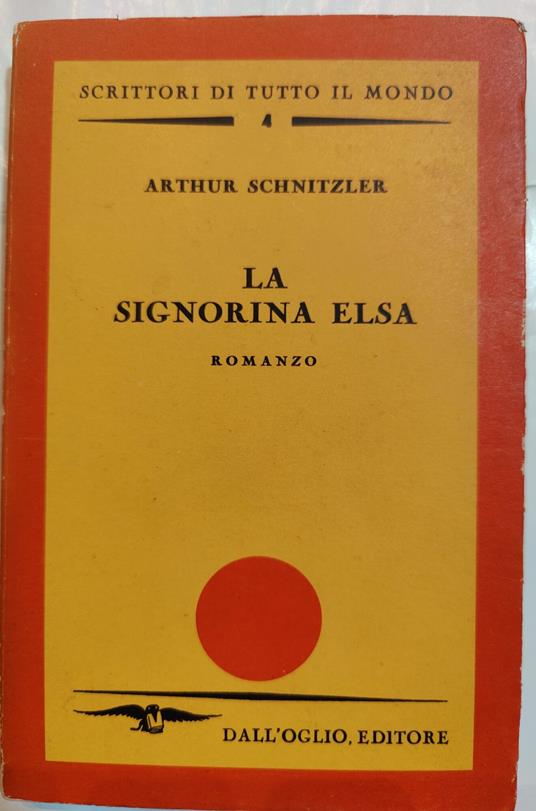 SCRITTORI DI TUTTO IL MONDO
4
ARTHUR SCHNITZLER
LA
SIGNORINA ELSA
ROMANZO
DALL'OGLIO, EDITORE